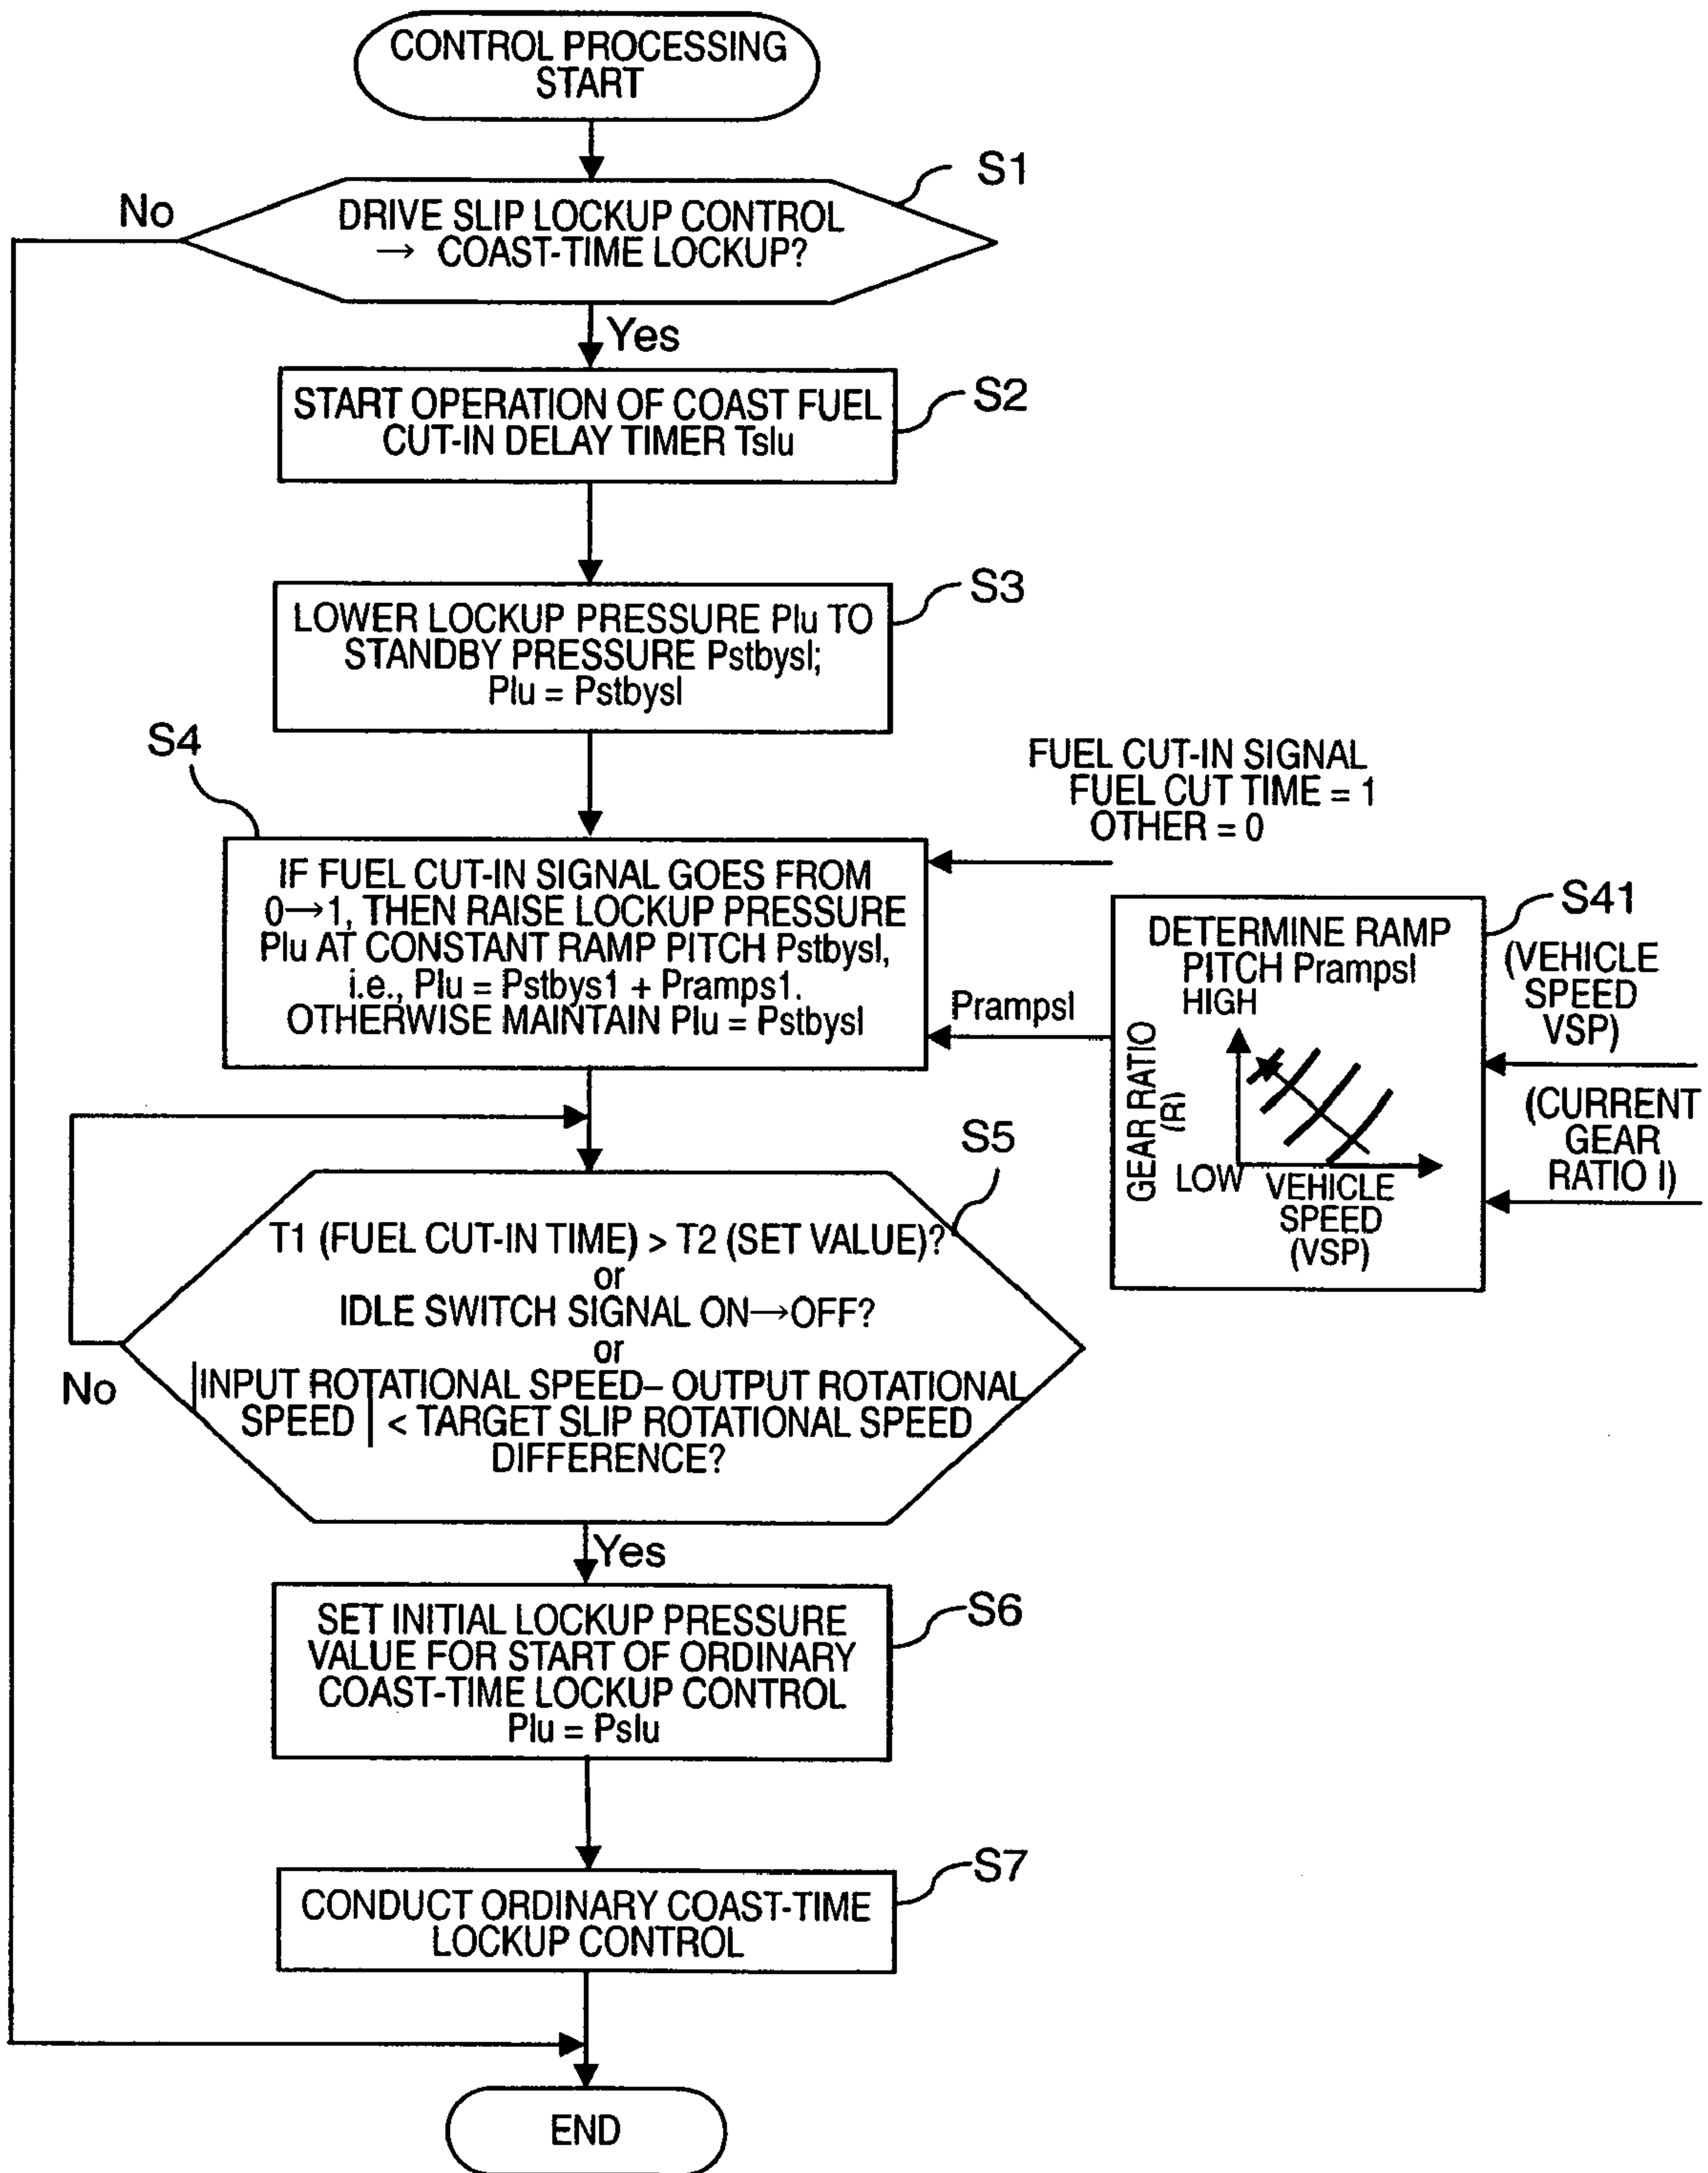 CONTROL PROCESSING
START
S1
No
DRIVE SLIP LOCKUP CONTROL
→ COAST-TIME LOCKUP?
Yes
S2
START OPERATION OF COAST FUEL
CUT-IN DELAY TIMER Tslu
S3
LOWER LOCKUP PRESSURE Plu TO
STANDBY PRESSURE Pstbysl;
Plu = Pstbysl
S4
FUEL CUT-IN SIGNAL
FUEL CUT TIME = 1
OTHER = 0
IF FUEL CUT-IN SIGNAL GOES FROM
0→1, THEN RAISE LOCKUP PRESSURE
Plu AT CONSTANT RAMP PITCH Pstbysl,
i.e., Plu = Pstbys1 + Pramps1.
OTHERWISE MAINTAIN Plu = Pstbysl
Prampsl
S41
DETERMINE RAMP
PITCH Prampsl
HIGH
GEAR RATIO
(R)
LOW
VEHICLE
SPEED
(VSP)
(VEHICLE
SPEED
VSP)
(CURRENT
GEAR
RATIO I)
S5
T1 (FUEL CUT-IN TIME) > T2 (SET VALUE)?
or
IDLE SWITCH SIGNAL ON→OFF?
or
|INPUT ROTATIONAL SPEED– OUTPUT ROTATIONAL
SPEED | < TARGET SLIP ROTATIONAL SPEED
DIFFERENCE?
No
Yes
S6
SET INITIAL LOCKUP PRESSURE
VALUE FOR START OF ORDINARY
COAST-TIME LOCKUP CONTROL
Plu = Pslu
S7
CONDUCT ORDINARY COAST-TIME
LOCKUP CONTROL
END